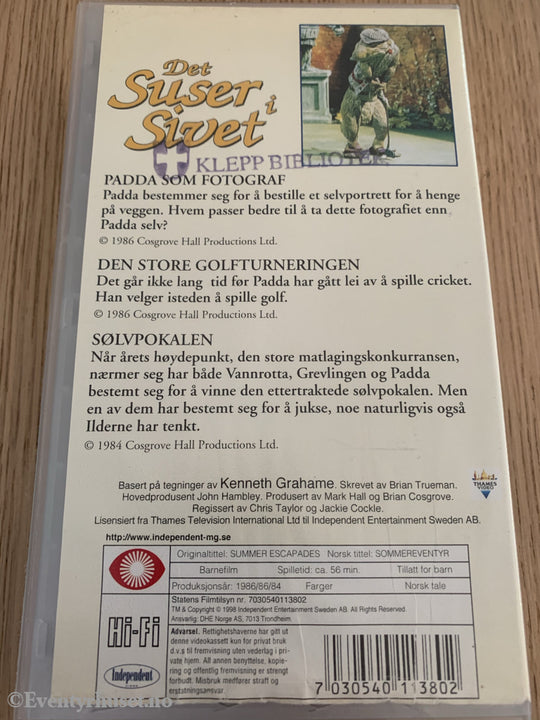 Det
Suser i
Sivet
KLEPP BIBLIOTEK
PADDA SOM FOTOGRAF
Padda bestemmer seg for å bestille et selvportrett for å henge
på veggen. Hvem passer bedre til å ta dette fotografiet enn
Padda selv?
© 1986 Cosgrove Hall Productions Ltd.
DEN STORE GOLFTURNERINGEN
Det går ikke lang tid før Padda har gått lei av å spille cricket.
Han velger isteden å spille golf.
© 1986 Cosgrove Hall Productions Ltd.
SØLVPOKALEN
Når årets høydepunkt, den store matlagingskonkurransen,
nærmer seg har både Vannrotta, Grevlingen og Padda
bestemt seg for å vinne den ettertraktede sølvpokalen. Men
en av dem har bestemt seg for å jukse, noe naturligvis også
Ilderne har tenkt.
© 1984 Cosgrove Hall Productions Ltd.
Basert på tegninger av Kenneth Grahame. Skrevet av Brian Trueman.
Hovedprodusent John Hambley. Produsert av Mark Hall og Brian Cosgrove.
Regissert av Chris Taylor og Jackie Cockle.
Lisensiert fra Thames Television International Ltd til Independent Entertainment Sweden AB.
THAMES
VIDEO
http://www.independent-mg.se
Originaltittel: SUMMER ESCAPADES Norsk tittel: SOMMEREVENTYR
Barnefilm Spilletid: ca. 56 min. Tillatt for barn
Produksjonsår: 1986/86/84 Farger Norsk tale
Statens Filmtilsyn nr. 7030540113802
TM & Copyright © 1998 Independent Entertainment Sweden AB. All Rights Reserved.
Ansvarlig: DHE Norge AS, 7013 Trondheim
Hi-Fi
Independent
Advarsel. Rettighetshaverne har gitt ut
denne videokassett kun for privat bruk
d.v.s til fremvisning uten vederlag i priv-
at hjem. All annen benyttelse, kopie-
ring og offentlig fremvisning er strengt
forbudt. Misbruk medfører straff og
erstatningsansvar.
7 030540 113802
© Eventyrhuset.no